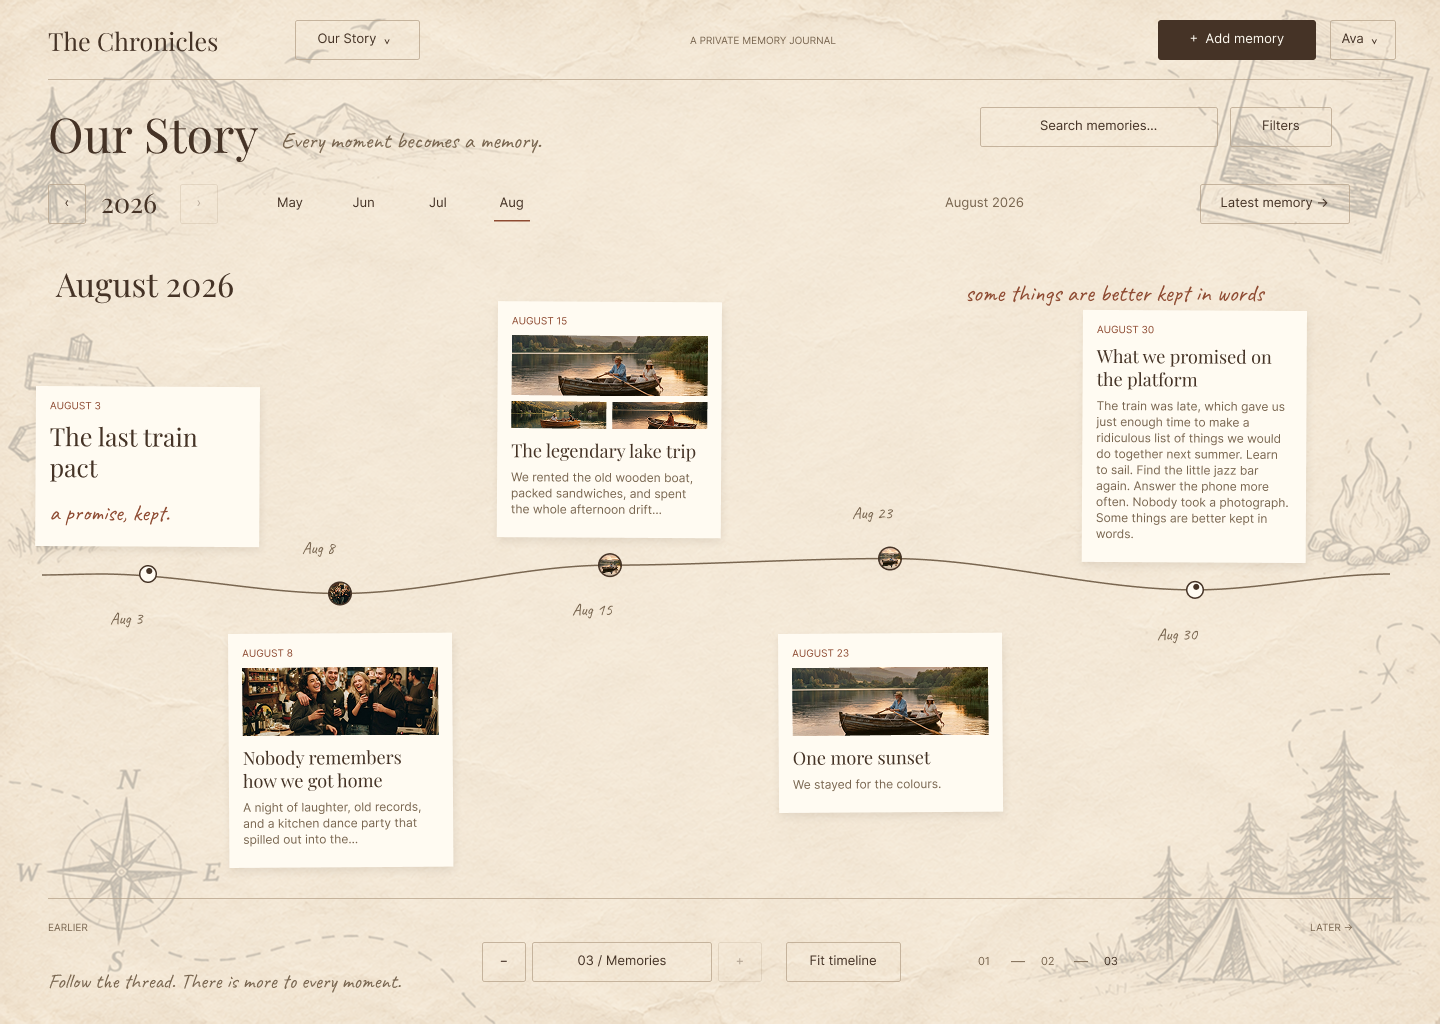 The Chronicles
Our Story
A PRIVATE MEMORY JOURNAL
+ Add memory
Ava
Our Story
Every moment becomes a memory.
Search memories...
Filters
‹
2026
›
May
Jun
Jul
Aug
August 2026
Latest memory →
August 2026
some things are better kept in words
AUGUST 3
The last train
pact
a promise, kept.
Aug 3
Aug 8
AUGUST 8
Nobody remembers
how we got home
A night of laughter, old records,
and a kitchen dance party that
spilled out into the...
AUGUST 15
The legendary lake trip
We rented the old wooden boat,
packed sandwiches, and spent
the whole afternoon drift...
Aug 15
Aug 23
AUGUST 23
One more sunset
We stayed for the colours.
AUGUST 30
What we promised on
the platform
The train was late, which gave us
just enough time to make a
ridiculous list of things we would
do together next summer. Learn
to sail. Find the little jazz bar
again. Answer the phone more
often. Nobody took a photograph.
Some things are better kept in
words.
Aug 30
N
W
E
S
EARLIER
LATER →
Follow the thread. There is more to every moment.
–
03 / Memories
+
Fit timeline
01 — 02 — 03